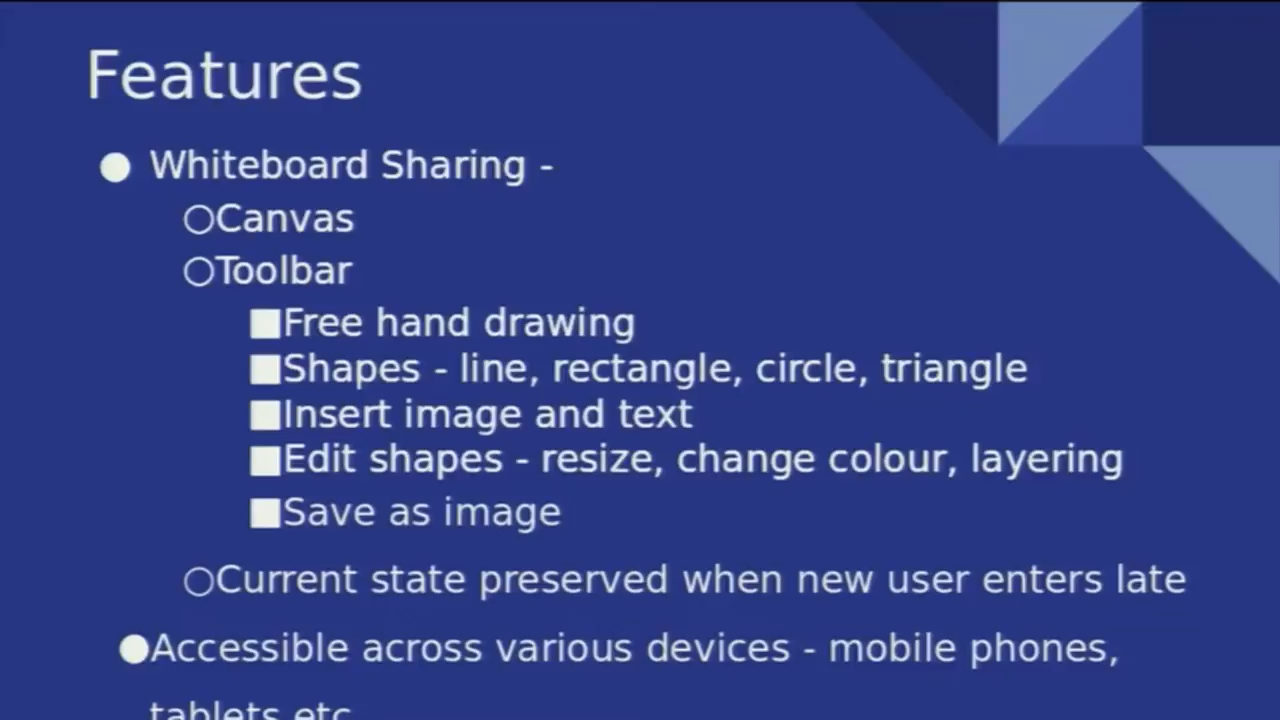 Features
● Whiteboard Sharing -
○Canvas
○Toolbar
■Free hand drawing
■Shapes - line, rectangle, circle, triangle
■Insert image and text
■Edit shapes - resize, change colour, layering
■Save as image
○Current state preserved when new user enters late
●Accessible across various devices - mobile phones,
tablets etc